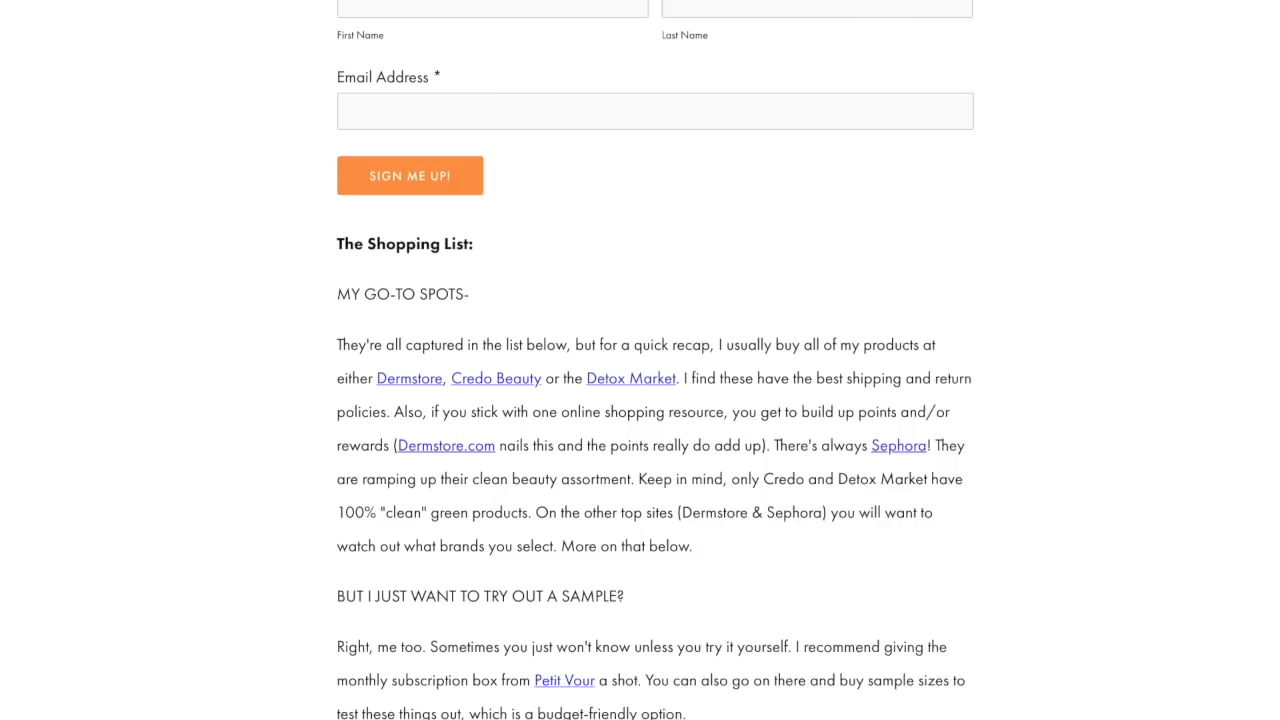 First Name Last Name
Email Address *
SIGN ME UP!
The Shopping List:
MY GO-TO SPOTS-
They're all captured in the list below, but for a quick recap, I usually buy all of my products at
either Dermstore, Credo Beauty or the Detox Market. I find these have the best shipping and return
policies. Also, if you stick with one online shopping resource, you get to build up points and/or
rewards (Dermstore.com nails this and the points really do add up). There's always Sephora! They
are ramping up their clean beauty assortment. Keep in mind, only Credo and Detox Market have
100% "clean" green products. On the other top sites (Dermstore & Sephora) you will want to
watch out what brands you select. More on that below.
BUT I JUST WANT TO TRY OUT A SAMPLE?
Right, me too. Sometimes you just won't know unless you try it yourself. I recommend giving the
monthly subscription box from Petit Vour a shot. You can also go on there and buy sample sizes to
test these things out, which is a budget-friendly option.